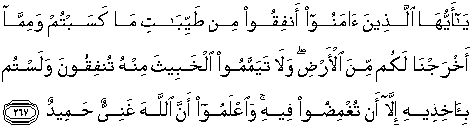 يَـٰٓأَيُّهَا ٱلَّذِينَ ءَامَنُوٓا۟ أَنفِقُوا۟ مِن طَيِّبَـٰتِ مَا كَسَبْتُمْ وَمِمَّآ
أَخْرَجْنَا لَكُم مِّنَ ٱلْأَرْضِ ۖ وَلَا تَيَمَّمُوا۟ ٱلْخَبِيثَ مِنْهُ تُنفِقُونَ وَلَسْتُم
بِـَٔاخِذِيهِ إِلَّآ أَن تُغْمِضُوا۟ فِيهِ ۚ وَٱعْلَمُوٓا۟ أَنَّ ٱللَّهَ غَنِىٌّ حَمِيدٌ ٢٦٧